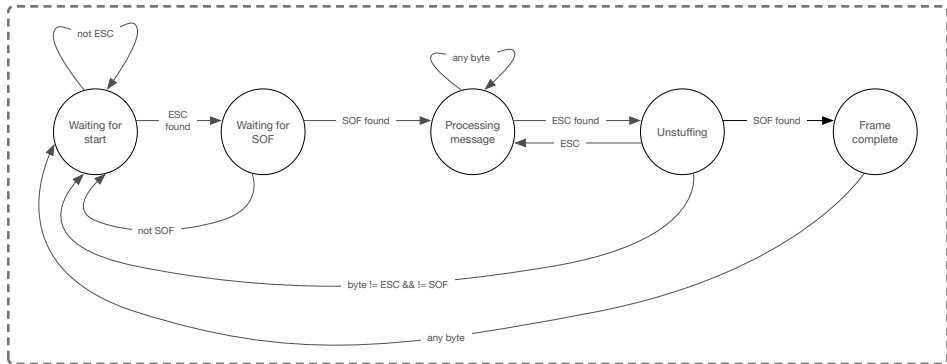 not ESC
any byte
Waiting for
start
ESC
found
Waiting for
SOF
SOF found
Processing
message
ESC found
ESC
Unstuffing
SOF found
Frame
complete
not SOF
byte != ESC && != SOF
any byte